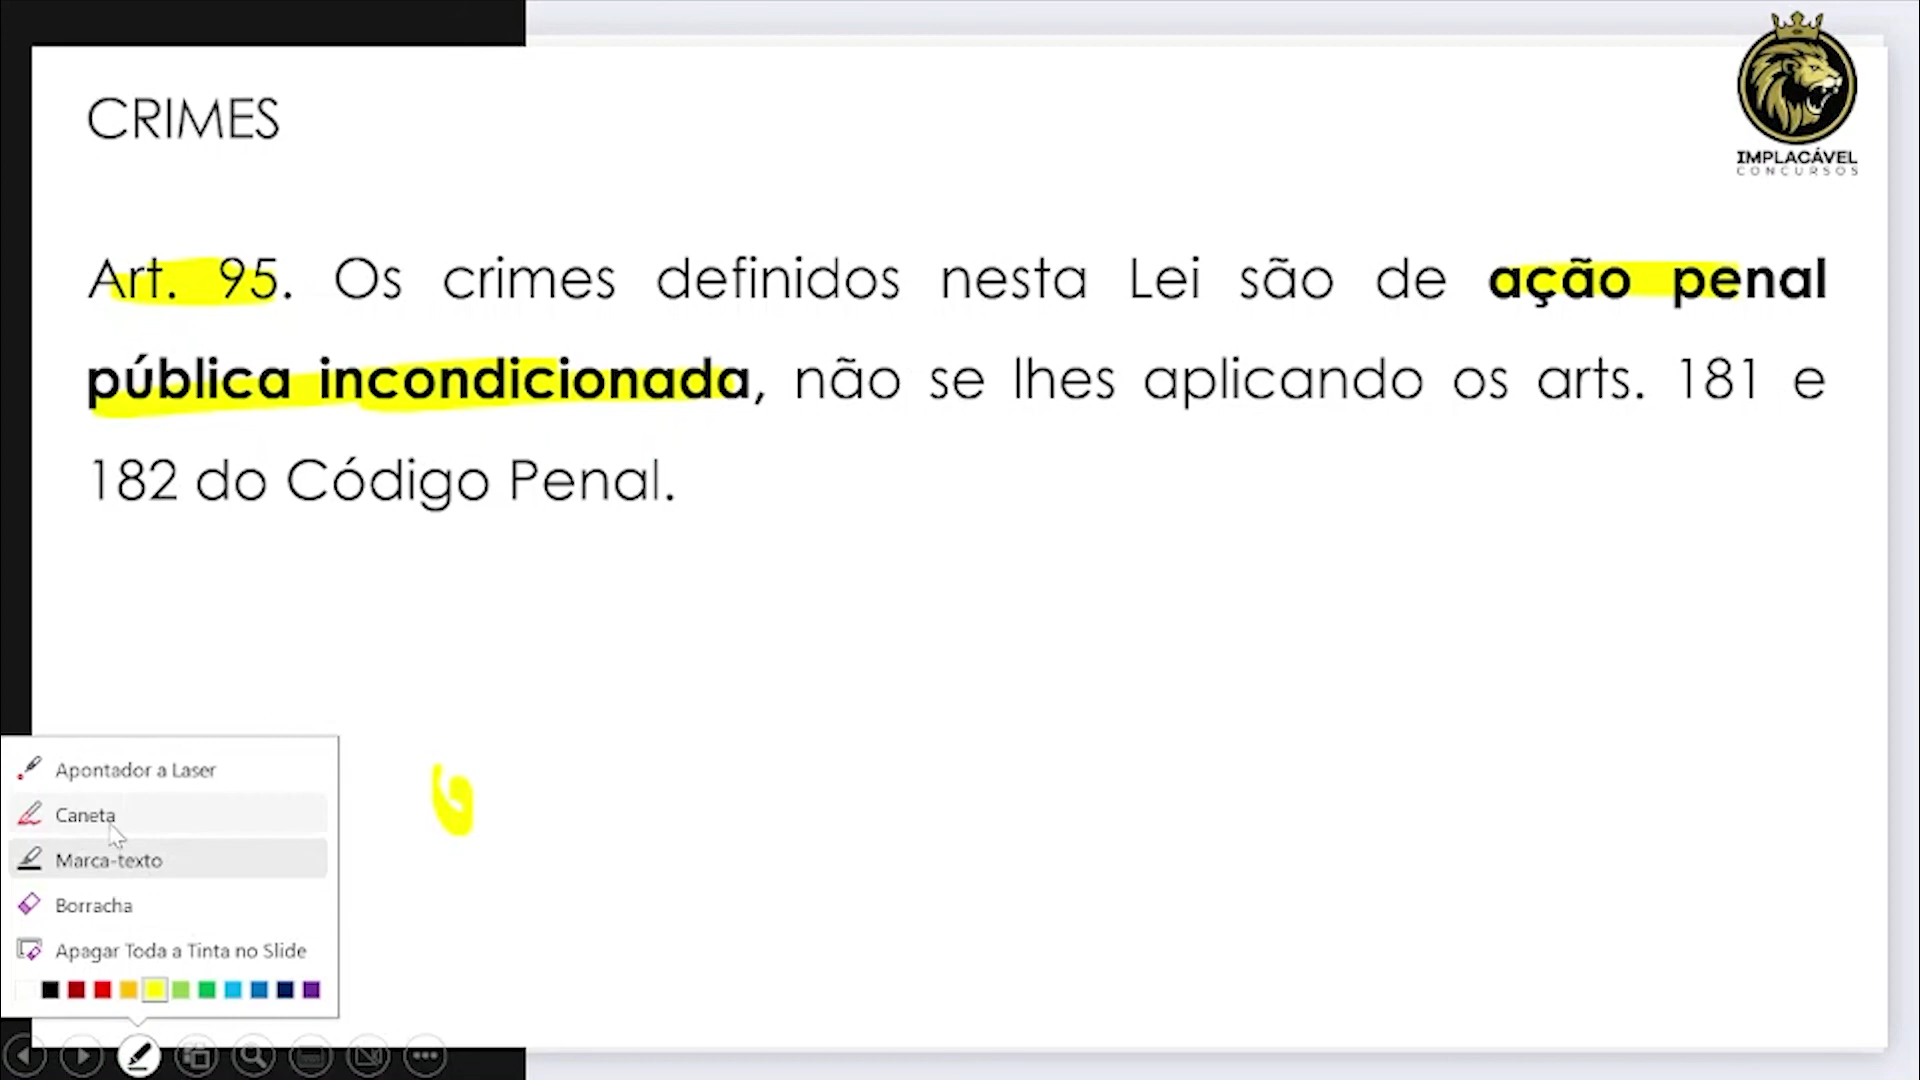 CRIMES
IMPLACÁVEL
CONCURSOS
Art. 95. Os crimes definidos nesta Lei são de ação penal
pública incondicionada, não se lhes aplicando os arts. 181 e
182 do Código Penal.
Apontador a Laser
Caneta
Marca-texto
Borracha
Apagar Toda a Tinta no Slide